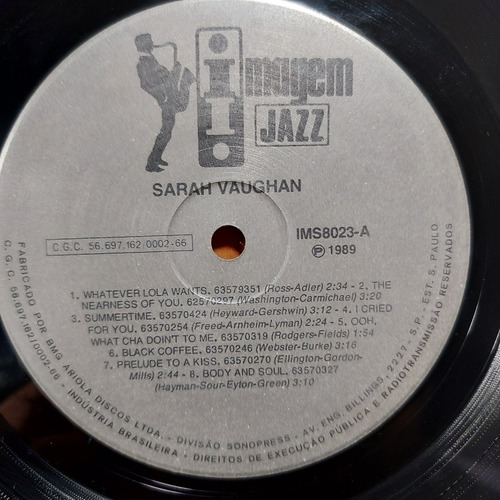 Imagem
JAZZ
SARAH VAUGHAN
C.G.C. 56.697.162/0002-66
IMS8023-A
Ⓟ 1989
1. WHATEVER LOLA WANTS. 63579351 (Ross-Adler) 2:34 - 2. THE
NEARNESS OF YOU. 62570297 (Washington-Carmichael) 3:20
3. SUMMERTIME. 63570424 (Heyward-Gershwin) 3:12 - 4. I CRIED
FOR YOU. 63570254 (Freed-Arnheim-Lyman) 2:24 - 5. OOH,
WHAT CHA DOIN'T TO ME. 63570319 (Rodgers-Fields) 1:54
6. BLACK COFFEE. 63570246 (Webster-Burke) 3:16
7. PRELUDE TO A KISS. 63570270 (Ellington-Gordon-
Mills) 2:44 - 8. BODY AND SOUL. 63570327
(Hayman-Sour-Eyton-Green) 3:10
FABRICADO POR BMG ARIOLA DISCOS LTDA. - DIVISÃO SONOPRESS - AV. ENG. BILLINGS, 2227 - S.P. - EST. S. PAULO
C.G.C. 56.697.162/0002-66 - INDÚSTRIA BRASILEIRA - DIREITOS DE EXECUÇÃO PÚBLICA E RADIOTRANSMISSÃO RESERVADOS